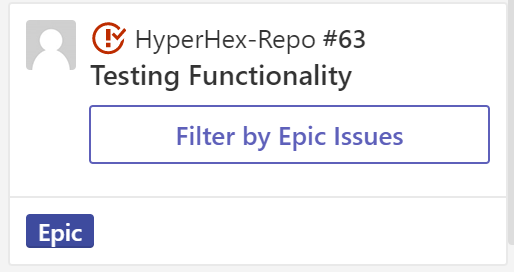 HyperHex-Repo #63
Testing Functionality
Filter by Epic Issues
Epic